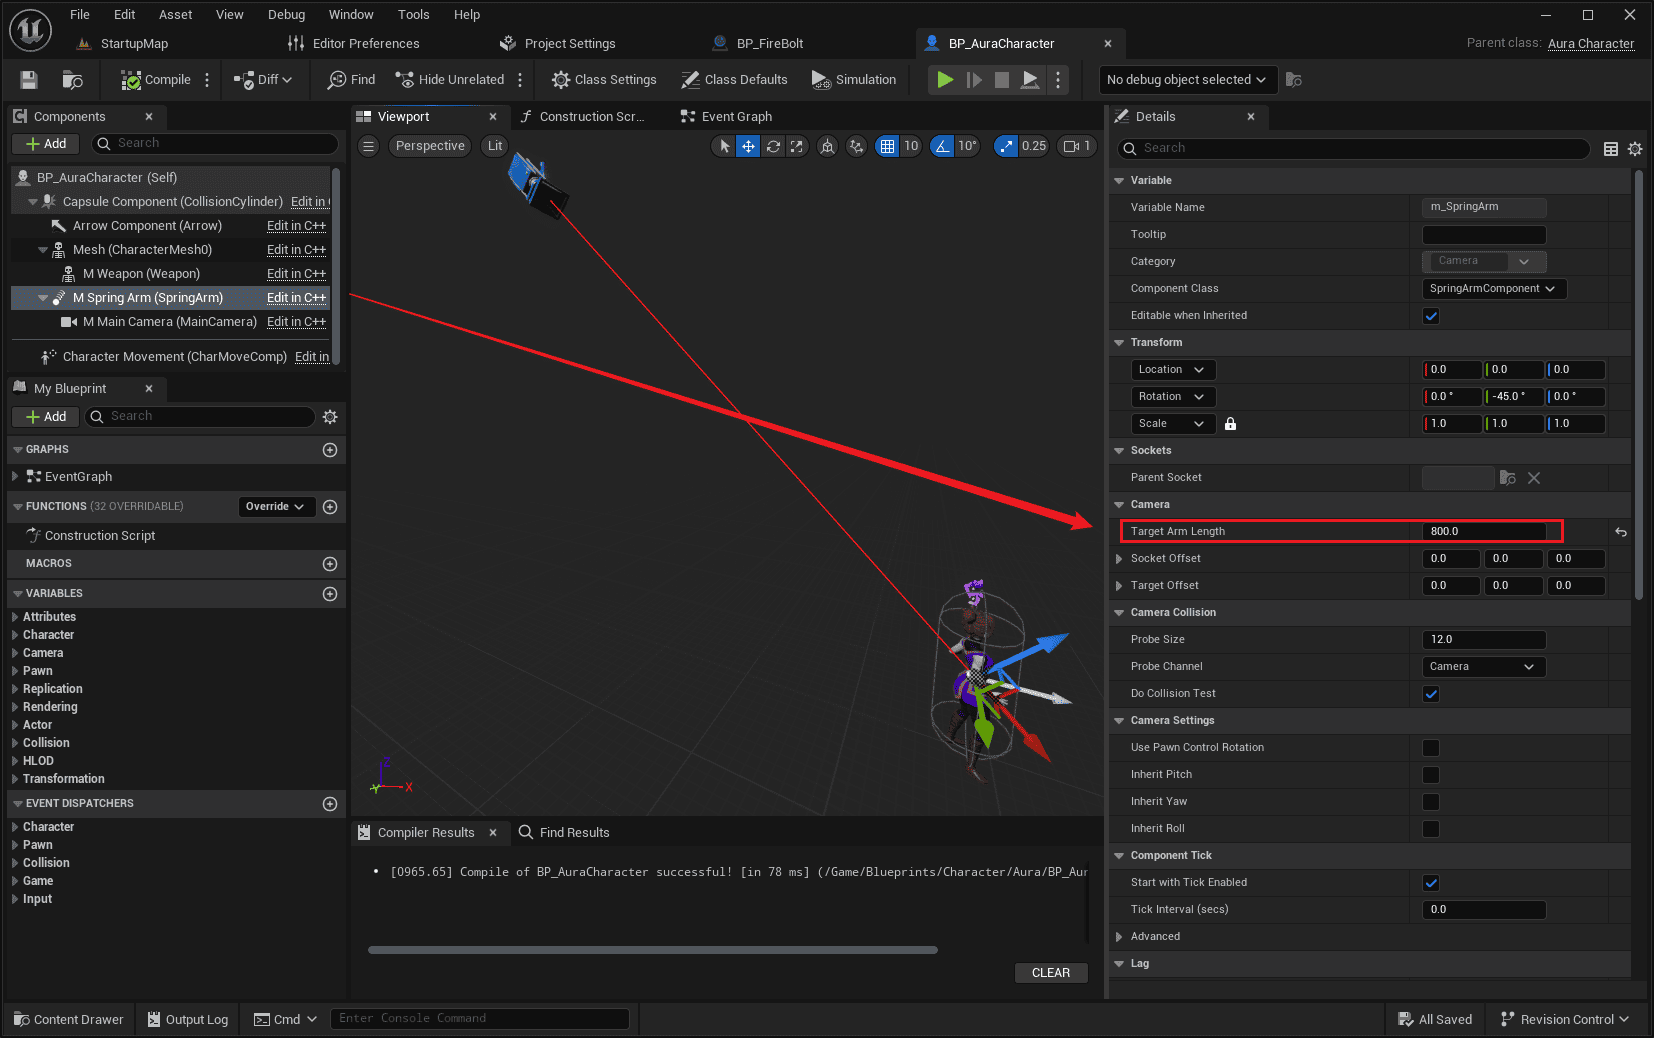 File Edit Asset View Debug Window Tools Help
StartupMap Editor Preferences Project Settings BP_FireBolt BP_AuraCharacter Parent class: Aura Character
Compile Diff Find Hide Unrelated Class Settings Class Defaults Simulation No debug object selected
Components
Add Search
BP_AuraCharacter (Self)
Capsule Component (CollisionCylinder) Edit in
Arrow Component (Arrow) Edit in C++
Mesh (CharacterMesh0) Edit in C++
M Weapon (Weapon) Edit in C++
M Spring Arm (SpringArm) Edit in C++
M Main Camera (MainCamera) Edit in C++
Character Movement (CharMoveComp) Edit in
My Blueprint
Add Search
GRAPHS
EventGraph
FUNCTIONS (32 OVERRIDABLE) Override
Construction Script
MACROS
VARIABLES
Attributes
Character
Camera
Pawn
Replication
Rendering
Actor
Collision
HLOD
Transformation
EVENT DISPATCHERS
Character
Pawn
Collision
Game
Input
Viewport Construction Scr... Event Graph
Perspective Lit 10 10° 0.25 1
Z
X
Y
Compiler Results Find Results
[0965.65] Compile of BP_AuraCharacter successful! [in 78 ms] (/Game/Blueprints/Character/Aura/BP_Aur
CLEAR
Details
Search
Variable
Variable Name m_SpringArm
Tooltip
Category Camera
Component Class SpringArmComponent
Editable when Inherited
Transform
Location 0.0 0.0 0.0
Rotation 0.0 ° -45.0 ° 0.0 °
Scale 1.0 1.0 1.0
Sockets
Parent Socket
Camera
Target Arm Length 800.0
Socket Offset 0.0 0.0 0.0
Target Offset 0.0 0.0 0.0
Camera Collision
Probe Size 12.0
Probe Channel Camera
Do Collision Test
Camera Settings
Use Pawn Control Rotation
Inherit Pitch
Inherit Yaw
Inherit Roll
Component Tick
Start with Tick Enabled
Tick Interval (secs) 0.0
Advanced
Lag
Content Drawer Output Log Cmd Enter Console Command All Saved Revision Control